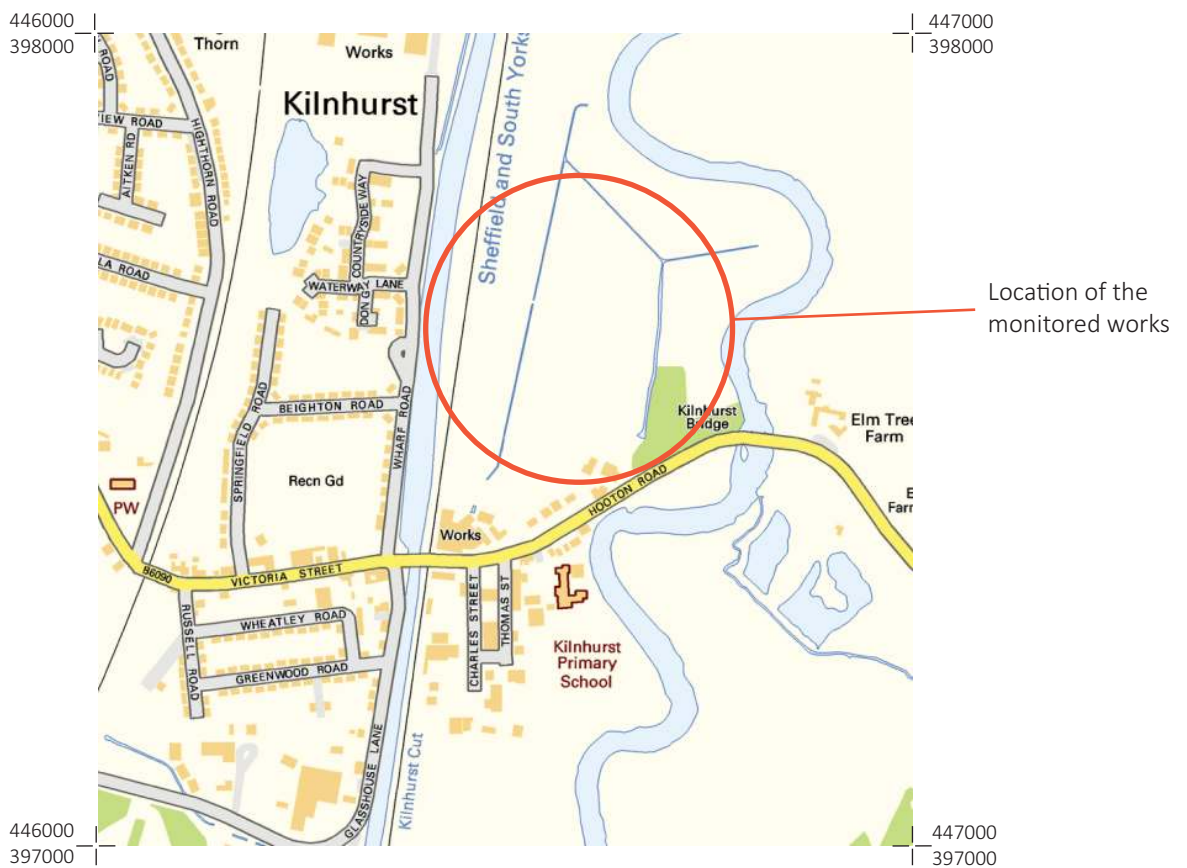 446000
398000
447000
398000
Thorn
Works
Kilnhurst
Sheffield and South Yorks
VIEW ROAD
AITKEN RD
HIGHTHORN ROAD
LA ROAD
COUNTRYSIDE WAY
WATERWAY LANE
DON G
Location of the
monitored works
SPRINGFIELD ROAD
BEIGHTON ROAD
WHARF ROAD
Kilnhurst
Bridge
Elm Tree
Farm
Recn Gd
PW
HOOTON ROAD
E
Farm
Works
B6090
VICTORIA STREET
RUSSELL ROAD
WHEATLEY ROAD
GREENWOOD ROAD
CHARLES STREET
THOMAS ST
Kilnhurst
Primary
School
GLASSHOUSE LANE
Kilnhurst Cut
446000
397000
447000
397000